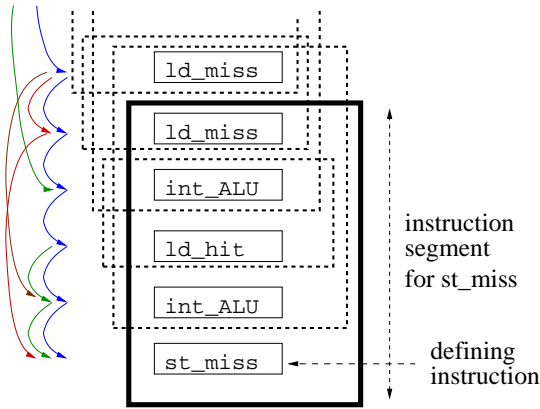 ld_miss
ld_miss
int_ALU
ld_hit
int_ALU
st_miss
instruction
segment
for st_miss
defining
instruction